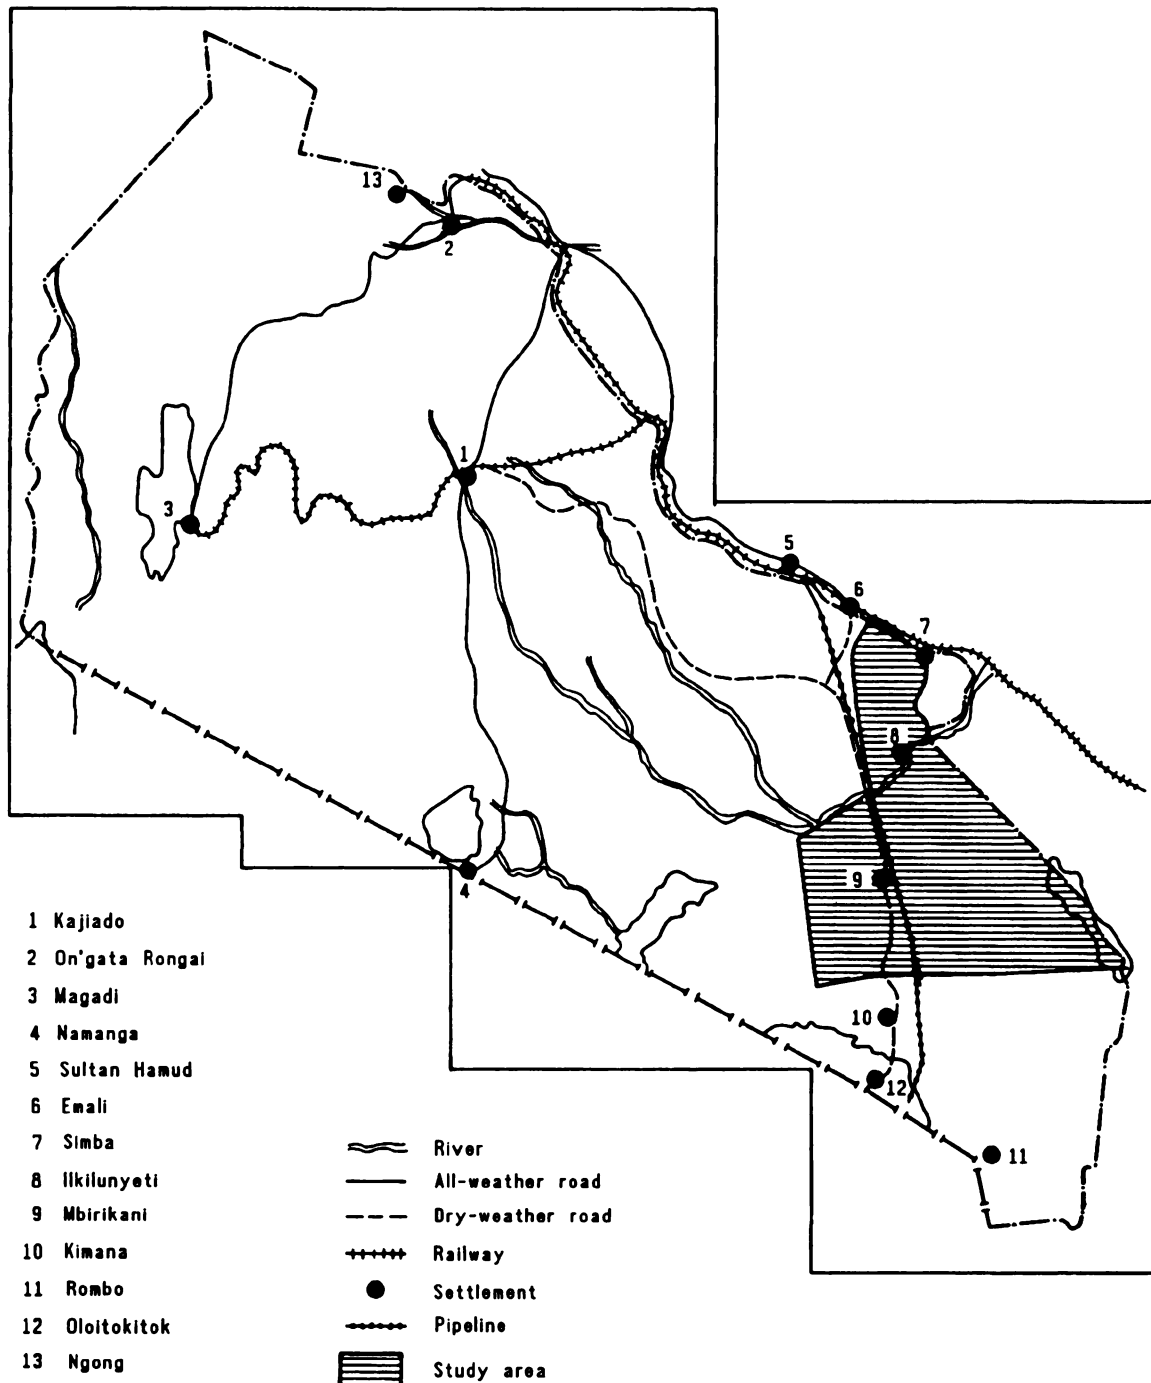 13
2
1
3
5
6
7
8
9
4
10
12
11
1 Kajiado
2 On'gata Rongai
3 Magadi
4 Namanga
5 Sultan Hamud
6 Emali
7 Simba
8 Ilkilunyeti
9 Mbirikani
10 Kimana
11 Rombo
12 Oloitokitok
13 Ngong
River
All-weather road
Dry-weather road
Railway
Settlement
Pipeline
Study area